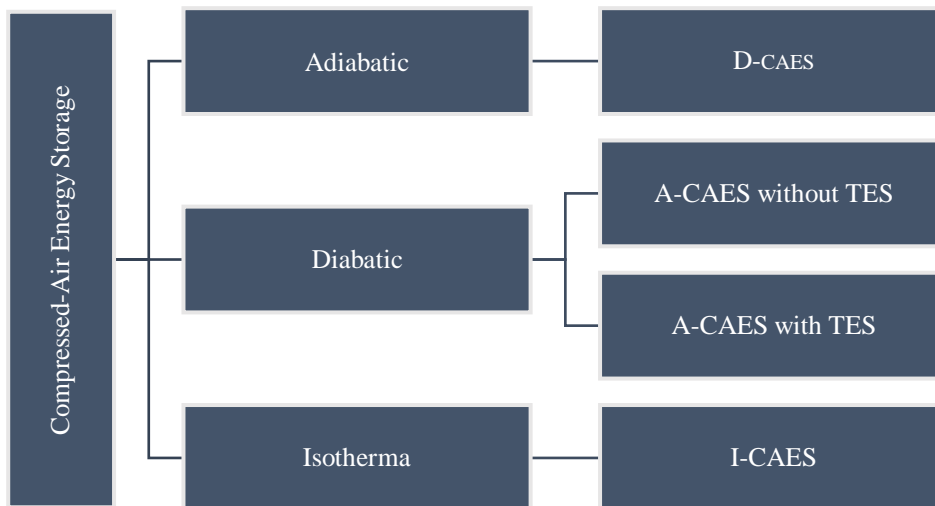 Compressed-Air Energy Storage
Adiabatic
D-CAES
Diabatic
A-CAES without TES
A-CAES with TES
Isotherma
I-CAES